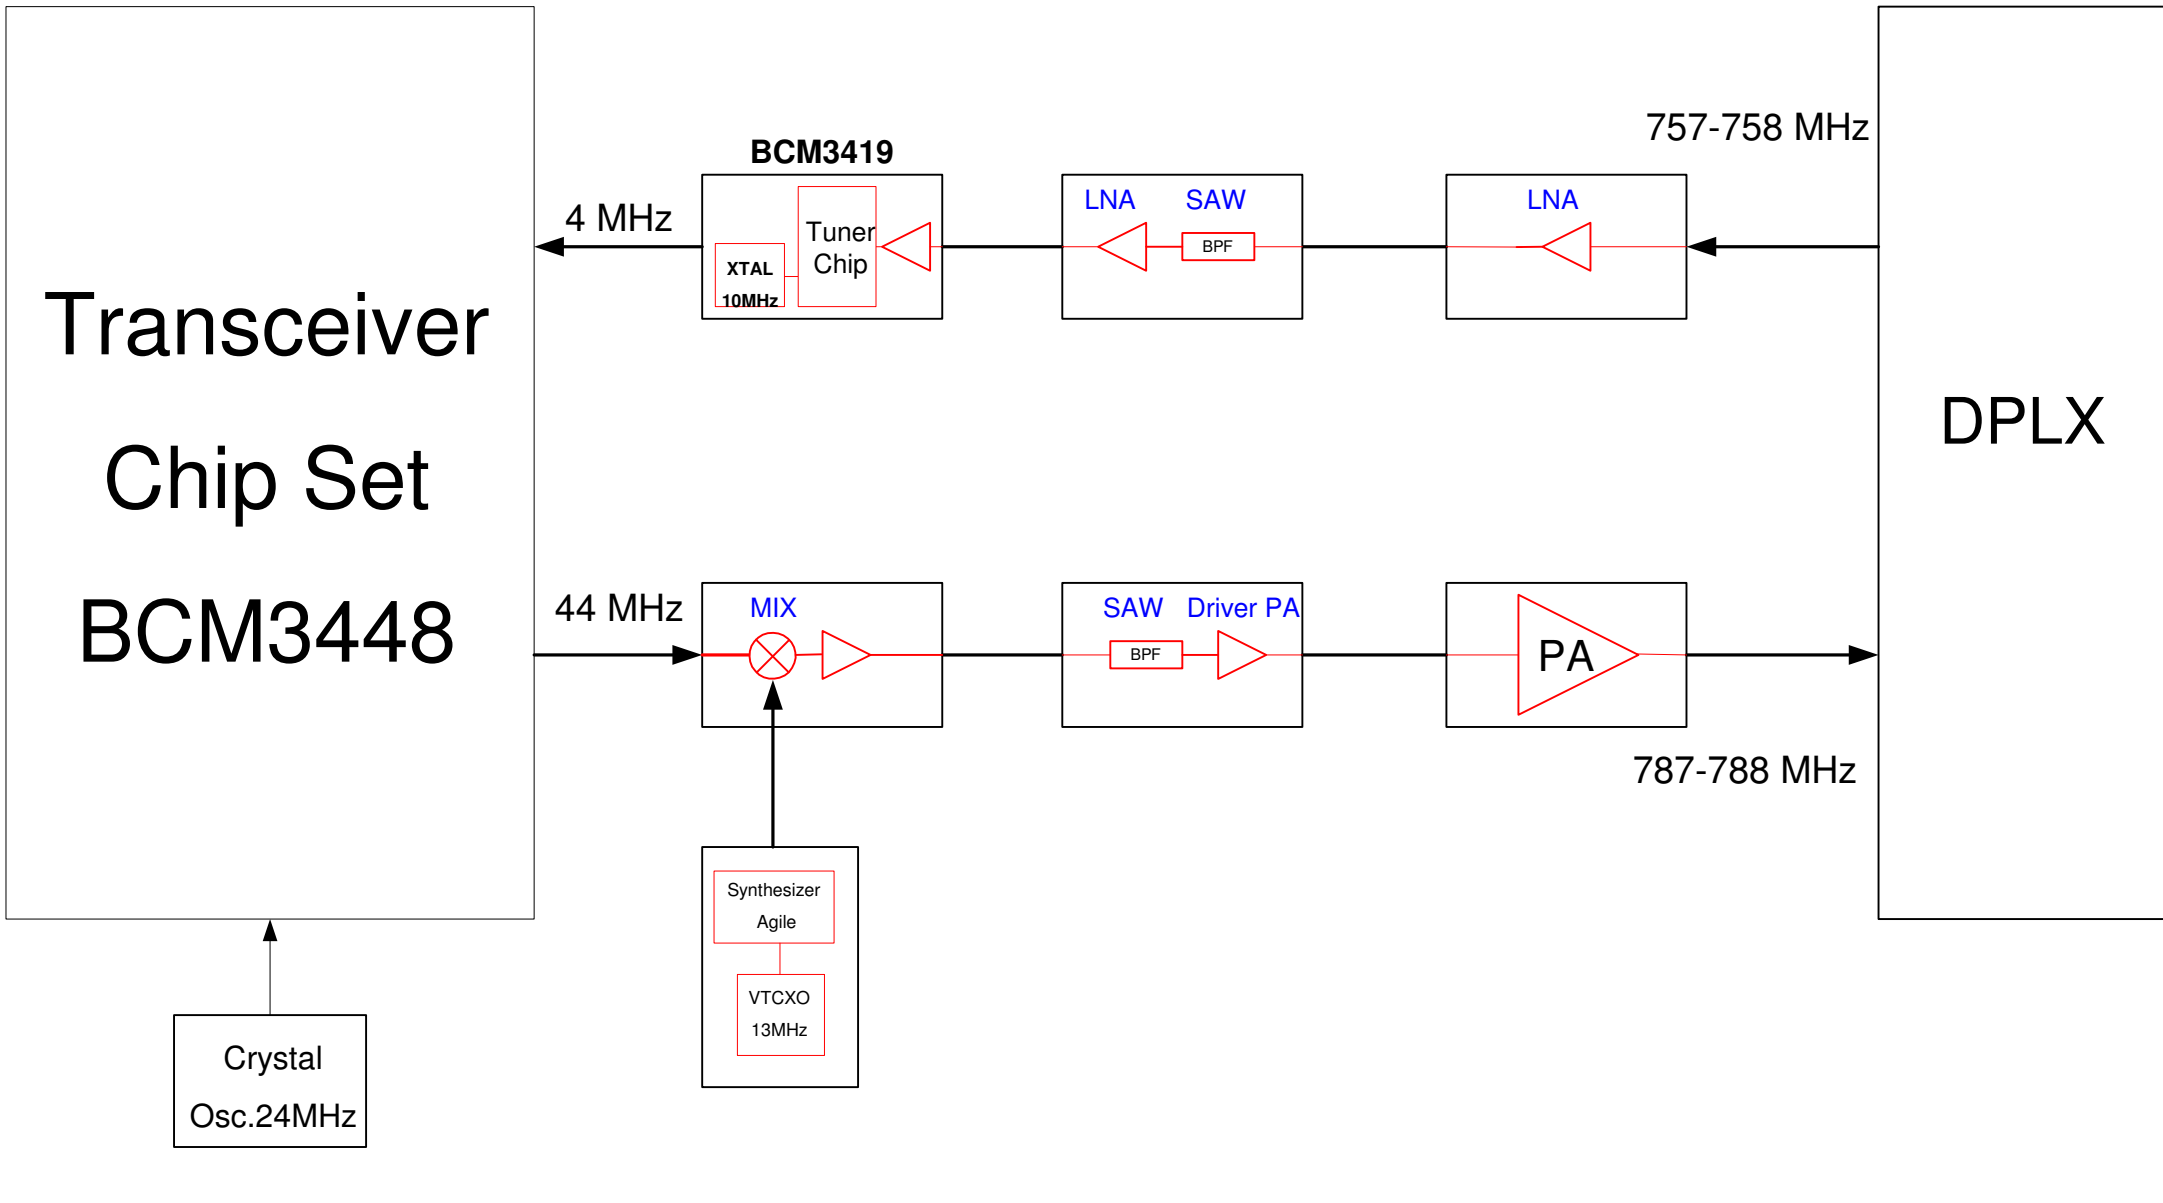 757-758 MHz
BCM3419
LNA SAW
LNA
4 MHz
Tuner
Chip
BPF
XTAL
10MHz
Transceiver
Chip Set
BCM3448
DPLX
44 MHz
MIX
SAW Driver PA
BPF
PA
787-788 MHz
Synthesizer
Agile
VTCXO
13MHz
Crystal
Osc.24MHz